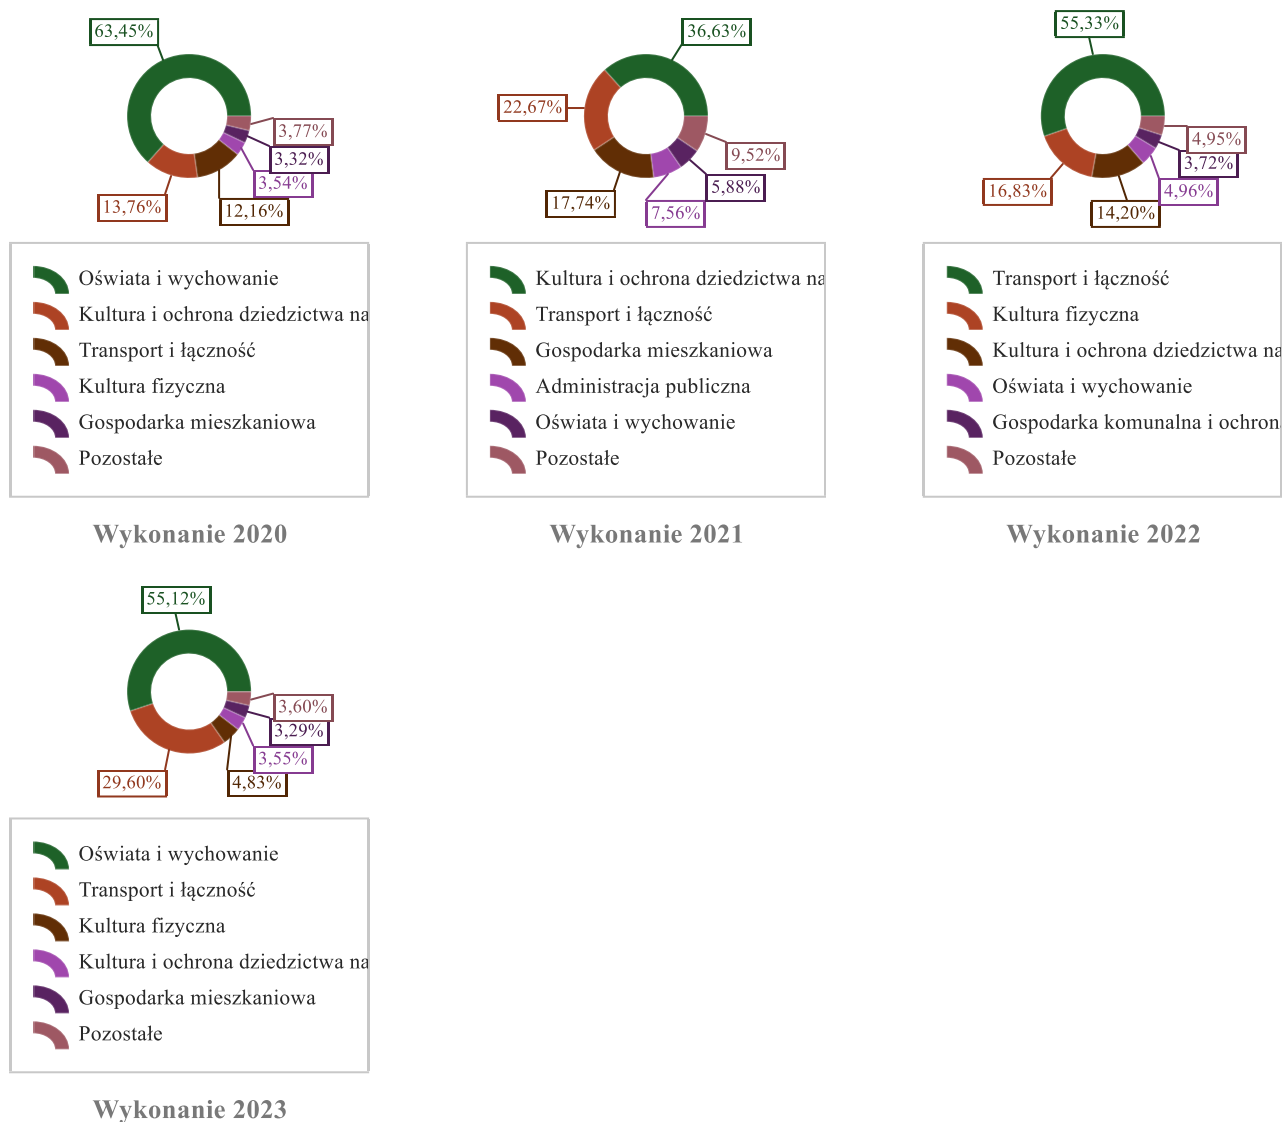 63,45%
3,77%
3,32%
3,54%
12,16%
13,76%
Oświata i wychowanie
Kultura i ochrona dziedzictwa na
Transport i łączność
Kultura fizyczna
Gospodarka mieszkaniowa
Pozostałe
Wykonanie 2020
36,63%
22,67%
9,52%
5,88%
7,56%
17,74%
Kultura i ochrona dziedzictwa na
Transport i łączność
Gospodarka mieszkaniowa
Administracja publiczna
Oświata i wychowanie
Pozostałe
Wykonanie 2021
55,33%
4,95%
3,72%
4,96%
14,20%
16,83%
Transport i łączność
Kultura fizyczna
Kultura i ochrona dziedzictwa na
Oświata i wychowanie
Gospodarka komunalna i ochron
Pozostałe
Wykonanie 2022
55,12%
3,60%
3,29%
3,55%
4,83%
29,60%
Oświata i wychowanie
Transport i łączność
Kultura fizyczna
Kultura i ochrona dziedzictwa na
Gospodarka mieszkaniowa
Pozostałe
Wykonanie 2023